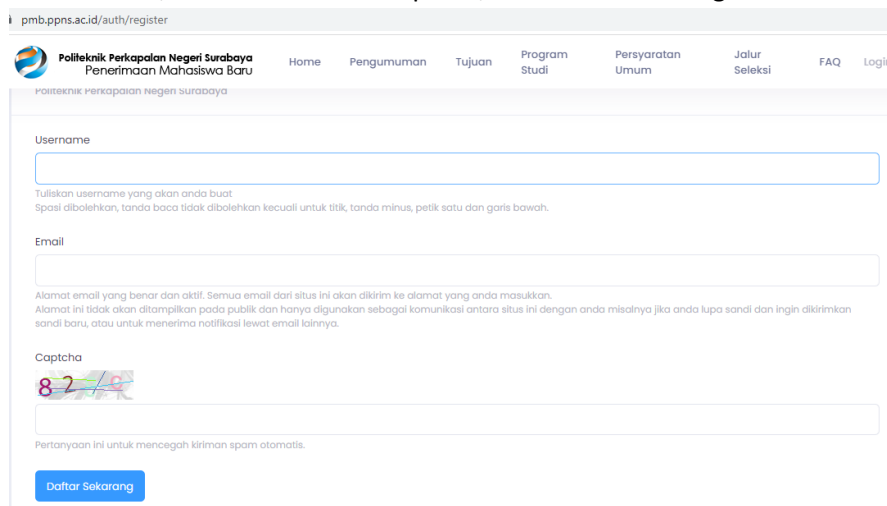 pmb.ppns.ac.id/auth/register
Politeknik Perkapalan Negeri Surabaya
Penerimaan Mahasiswa Baru
Home Pengumuman Tujuan Program Studi Persyaratan Umum Jalur Seleksi FAQ Login
Politeknik Perkapalan Negeri Surabaya
Username
Tuliskan username yang akan anda buat
Spasi dibolehkan, tanda baca tidak dibolehkan kecuali untuk titik, tanda minus, petik satu dan garis bawah.
Email
Alamat email yang benar dan aktif. Semua email dari situs ini akan dikirim ke alamat yang anda masukkan.
Alamat ini tidak akan ditampilkan pada publik dan hanya digunakan sebagai komunikasi antara situs ini dengan anda misalnya jika anda lupa sandi dan ingin dikirimkan
sandi baru, atau untuk menerima notifikasi lewat email lainnya.
Captcha
Pertanyaan ini untuk mencegah kiriman spam otomatis.
Daftar Sekarang